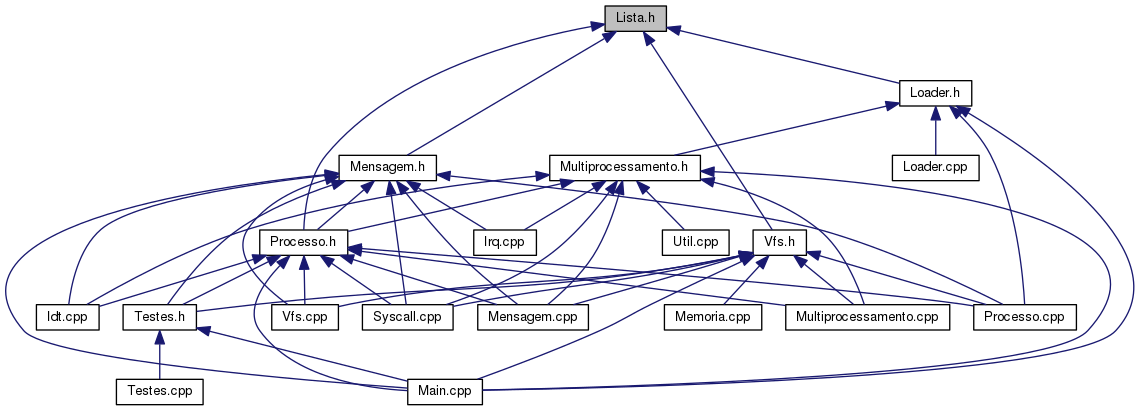 Lista.h
Loader.h
Mensagem.h
Multiprocessamento.h
Loader.cpp
Processo.h
Irq.cpp
Util.cpp
Vfs.h
Idt.cpp
Testes.h
Vfs.cpp
Syscall.cpp
Mensagem.cpp
Memoria.cpp
Multiprocessamento.cpp
Processo.cpp
Testes.cpp
Main.cpp